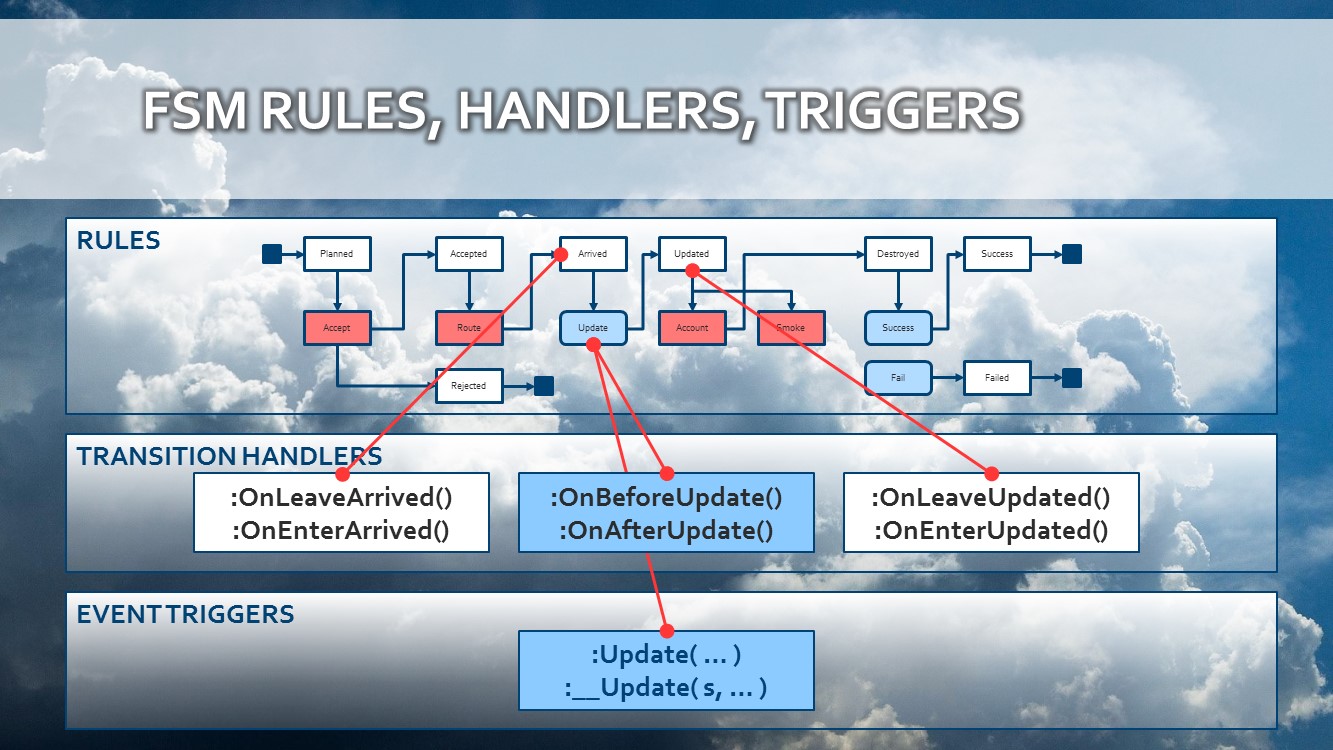 FSM RULES, HANDLERS, TRIGGERS
RULES
Planned
Accepted
Arrived
Updated
Destroyed
Success
Accept
Route
Update
Account
Smoke
Success
Rejected
Fail
Failed
TRANSITION HANDLERS
:OnLeaveArrived()
:OnEnterArrived()
:OnBeforeUpdate()
:OnAfterUpdate()
:OnLeaveUpdated()
:OnEnterUpdated()
EVENT TRIGGERS
:Update( ... )
:__Update( s, ... )